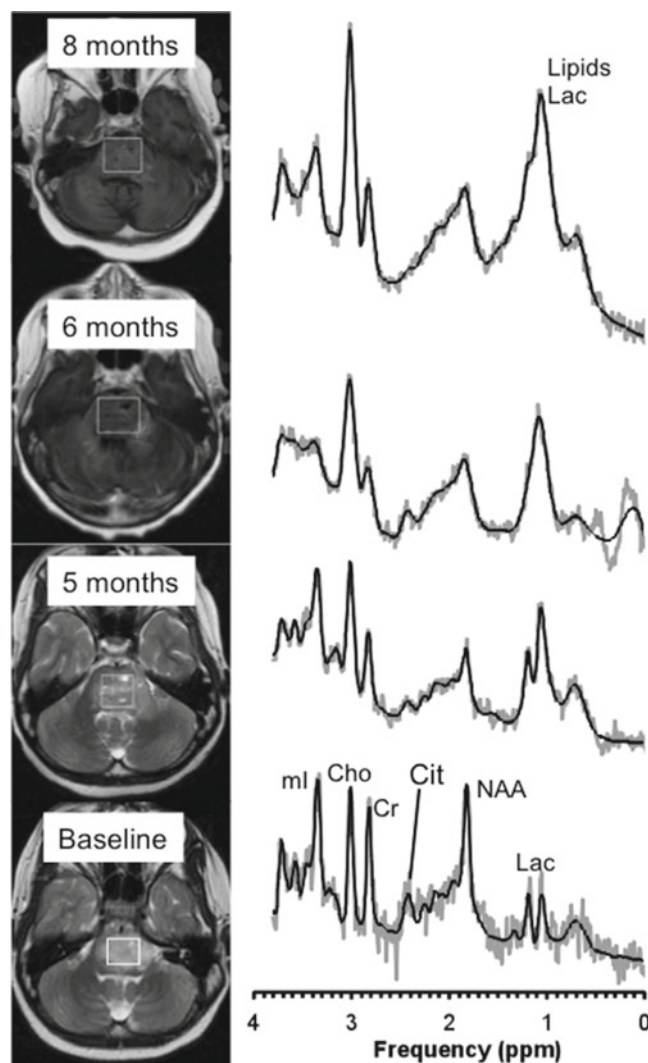 8 months
Lipids
Lac
6 months
5 months
mI
Cho
Cr
Cit
NAA
Lac
Baseline
4 3 2 1 0
Frequency (ppm)